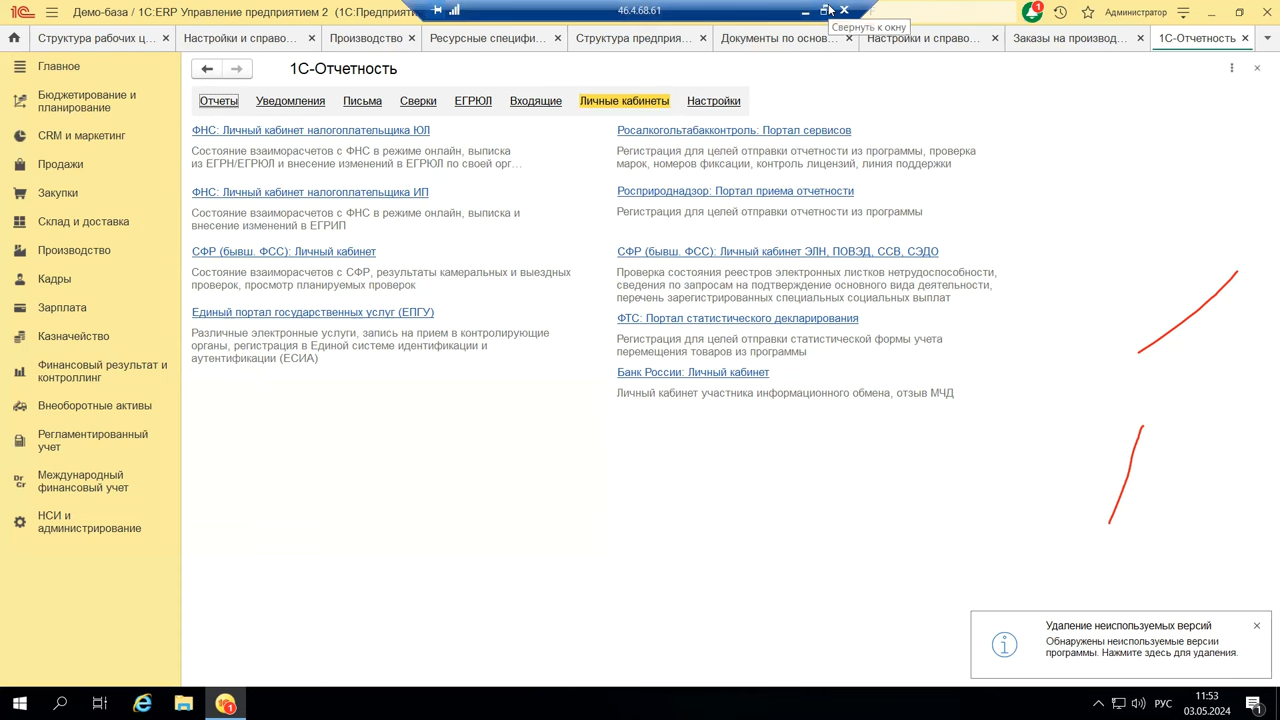 Демо-база / 1С:ERP Управление предприятием 2 (1С:Предприяти
46.4.68.61
Администратор
Свернуть к окну
Структура рабочи..
Настройки и справо...
Производство
Ресурсные специфи...
Структура предприя...
Документы по основ...
Настройки и справо...
Заказы на производ...
1С-Отчетность
Главное
Бюджетирование и
планирование
CRM и маркетинг
Продажи
Закупки
Склад и доставка
Производство
Кадры
Зарплата
Казначейство
Финансовый результат и
контроллинг
Внеоборотные активы
Регламентированный
учет
Международный
финансовый учет
НСИ и
администрирование
1С-Отчетность
Отчеты Уведомления Письма Сверки ЕГРЮЛ Входящие Личные кабинеты Настройки
ФНС: Личный кабинет налогоплательщика ЮЛ
Состояние взаиморасчетов с ФНС в режиме онлайн, выписка
из ЕГРН/ЕГРЮЛ и внесение изменений в ЕГРЮЛ по своей орг...
ФНС: Личный кабинет налогоплательщика ИП
Состояние взаиморасчетов с ФНС в режиме онлайн, выписка и
внесение изменений в ЕГРИП
СФР (бывш. ФСС): Личный кабинет
Состояние взаиморасчетов с СФР, результаты камеральных и выездных
проверок, просмотр планируемых проверок
Единый портал государственных услуг (ЕПГУ)
Различные электронные услуги, запись на прием в контролирующие
органы, регистрация в Единой системе идентификации и
аутентификации (ЕСИА)
Росалкогольтабакконтроль: Портал сервисов
Регистрация для целей отправки отчетности из программы, проверка
марок, номеров фиксации, контроль лицензий, линия поддержки
Росприроднадзор: Портал приема отчетности
Регистрация для целей отправки отчетности из программы
СФР (бывш. ФСС): Личный кабинет ЭЛН, ПОВЭД, ССВ, СЭДО
Проверка состояния реестров электронных листков нетрудоспособности,
сведения по запросам на подтверждение основного вида деятельности,
перечень зарегистрированных специальных социальных выплат
ФТС: Портал статистического декларирования
Регистрация для целей отправки статистической формы учета
перемещения товаров из программы
Банк России: Личный кабинет
Личный кабинет участника информационного обмена, отзыв МЧД
Удаление неиспользуемых версий
Обнаружены неиспользуемые версии
программы. Нажмите здесь для удаления.
РУС
11:53
03.05.2024